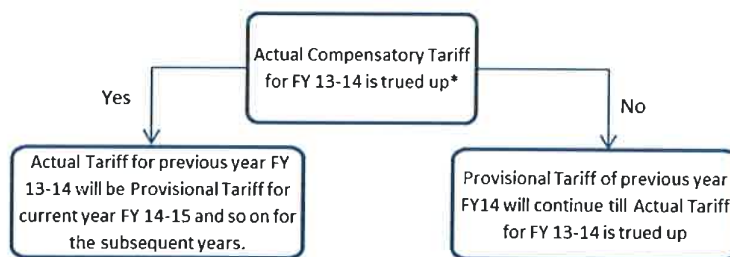 Actual Compensatory Tariff
for FY 13-14 is trued up*
Yes
No
Actual Tariff for previous year FY
13-14 will be Provisional Tariff for
current year FY 14-15 and so on for
the subsequent years.
Provisional Tariff of previous year
FY14 will continue till Actual Tariff
for FY 13-14 is trued up